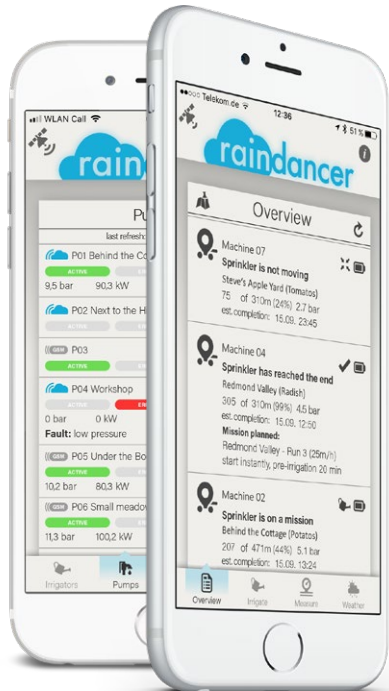 WLAN Call
rain
Pu
last refresh
P01 Behind the Co
ACTIVE
9,5 bar 90,3 kW
P02 Next to the H
ACTIVE
GSM P03
ACTIVE
P04 Workshop
ACTIVE
0 bar 0 kW
Fault: low pressure
GSM P05 Under the Bo
ACTIVE
10,2 bar 80,3 kW
GSM P06 Small meadow
ACTIVE
11,3 bar 100,2 kW
Irrigators Pumps
Telekom.de 12:36 51 %
raindancer
Overview
Machine 07
Sprinkler is not moving
Steve's Apple Yard (Tomatos)
75 of 310m (24%) 2.7 bar
est.completion: 15.09. 23:45
Machine 04
Sprinkler has reached the end
Redmond Valley (Radish)
305 of 310m (99%) 4.5 bar
est.completion: 15.09. 12:50
Mission planned:
Redmond Valley - Run 3 (25m/h)
start instantly, pre-irrigation 20 min
Machine 02
Sprinkler is on a mission
Behind the Cottage (Potatos)
207 of 471m (44%) 5.1 bar
est.completion: 15.09. 13:24
Overview Irrigate Measure Weather